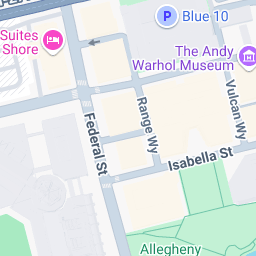 Blue 10
Suites
Shore
The Andy
Warhol Museum
Federal St
Range Wy
Vulcan Wy
Isabella St
Allegheny